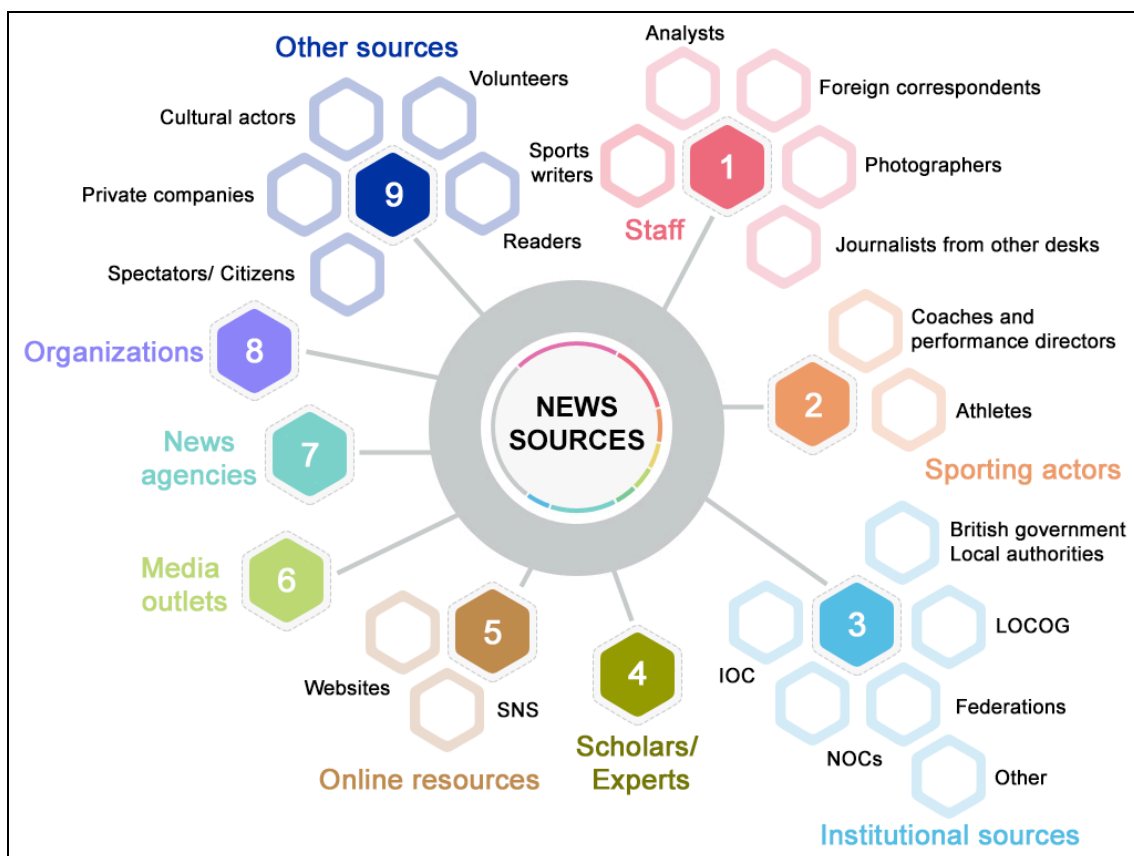 NEWS
SOURCES
1
Staff
Sports
writers
Analysts
Foreign correspondents
Photographers
Journalists from other desks
2
Sporting actors
Coaches and
performance directors
Athletes
3
Institutional sources
British government
Local authorities
LOCOG
Federations
Other
NOCs
IOC
4
Scholars/
Experts
5
Online resources
Websites
SNS
6
Media
outlets
7
News
agencies
8
Organizations
9
Other sources
Volunteers
Cultural actors
Private companies
Readers
Spectators/ Citizens